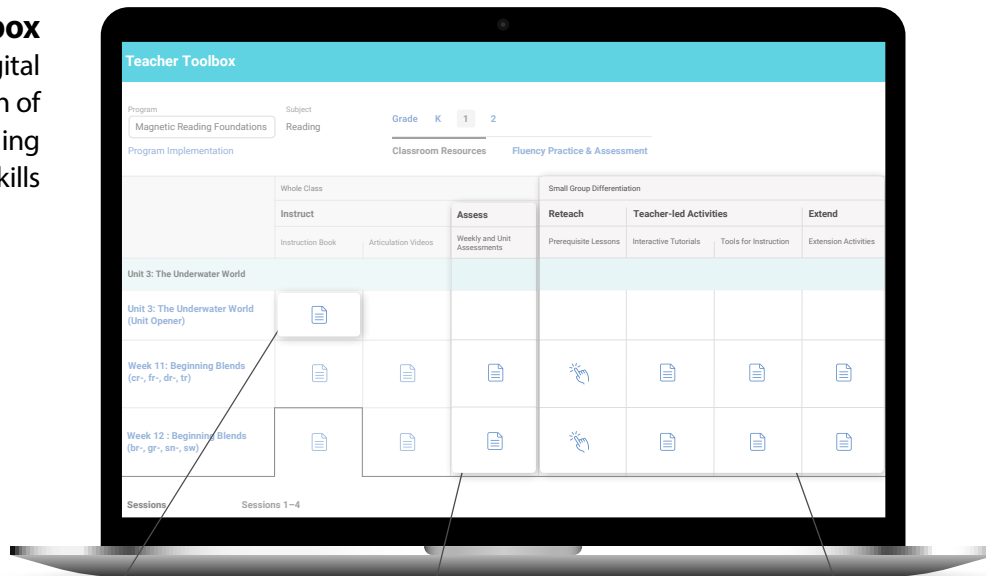 box
gital
n of
ing
kills
Teacher Toolbox
Program
Subject
Magnetic Reading Foundations
Reading
Grade K 1 2
Program Implementation
Classroom Resources
Fluency Practice & Assessment
Whole Class
Small Group Differentiation
Instruct
Assess
Reteach
Teacher-led Activities
Extend
Instruction Book
Articulation Videos
Weekly and Unit
Assessments
Prerequisite Lessons
Interactive Tutorials
Tools for Instruction
Extension Activities
Unit 3: The Underwater World
Unit 3: The Underwater World
(Unit Opener)
Week 11: Beginning Blends
(cr-, fr-, dr-, tr)
Week 12 : Beginning Blends
(br-, gr-, sn-, sw)
Sessions
Sessions 1–4